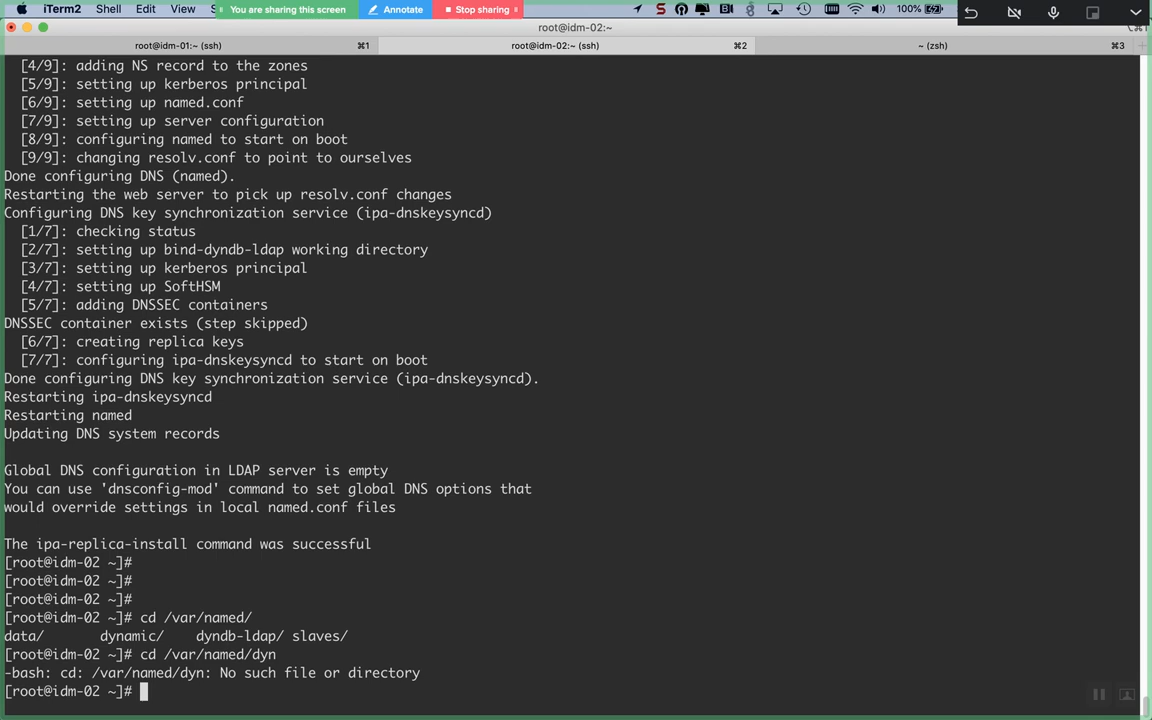 iTerm2 Shell Edit View You are sharing this screen Annotate Stop sharing 100%
root@idm-02:~ (ssh)
root@idm-01:~ (ssh) ⌘1 root@idm-02:~ (ssh) ⌘2 ~ (zsh) ⌘3
[4/9]: adding NS record to the zones
[5/9]: setting up kerberos principal
[6/9]: setting up named.conf
[7/9]: setting up server configuration
[8/9]: configuring named to start on boot
[9/9]: changing resolv.conf to point to ourselves
Done configuring DNS (named).
Restarting the web server to pick up resolv.conf changes
Configuring DNS key synchronization service (ipa-dnskeysyncd)
[1/7]: checking status
[2/7]: setting up bind-dyndb-ldap working directory
[3/7]: setting up kerberos principal
[4/7]: setting up SoftHSM
[5/7]: adding DNSSEC containers
DNSSEC container exists (step skipped)
[6/7]: creating replica keys
[7/7]: configuring ipa-dnskeysyncd to start on boot
Done configuring DNS key synchronization service (ipa-dnskeysyncd).
Restarting ipa-dnskeysyncd
Restarting named
Updating DNS system records
Global DNS configuration in LDAP server is empty
You can use 'dnsconfig-mod' command to set global DNS options that
would override settings in local named.conf files
The ipa-replica-install command was successful
[root@idm-02 ~]#
[root@idm-02 ~]#
[root@idm-02 ~]#
[root@idm-02 ~]# cd /var/named/
data/ dynamic/ dyndb-ldap/ slaves/
[root@idm-02 ~]# cd /var/named/dyn
-bash: cd: /var/named/dyn: No such file or directory
[root@idm-02 ~]#